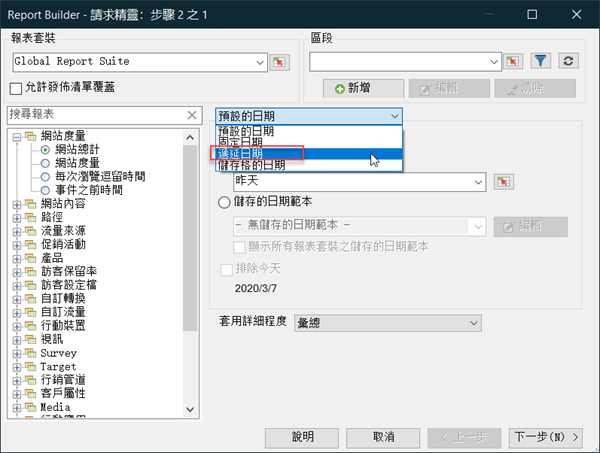 Report Builder - 請求精靈: 步驟 2 之 1
報表套裝
Global Report Suite
允許發佈清單覆蓋
區段
新增
編輯
清除
搜尋報表
網站度量
網站總計
網站度量
每次瀏覽逗留時間
事件之前時間
網站內容
路徑
流量來源
促銷活動
產品
訪客保留率
訪客設定檔
自訂轉換
自訂流量
行動裝置
視訊
Survey
Target
行銷管道
客戶屬性
Media
行動應用
預設的日期
預設的日期
固定日期
遞延日期
儲存格的日期
昨天
儲存的日期範本
- 無儲存的日期範本 -
編輯
顯示所有報表套裝之儲存的日期範本
排除今天
2020/3/7
套用詳細程度
彙總
說明
取消
< 上一步
下一步(N) >